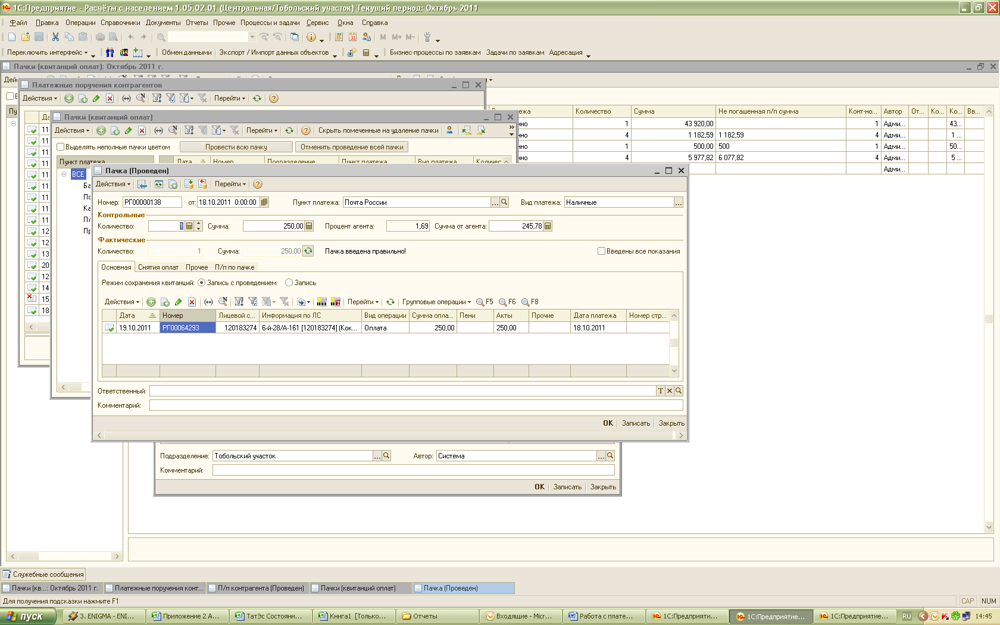 1С:Предприятие - Расчёты с населением 1.05.02.01 (Центральная/Тобольский участок) Текущий период: Октябрь 2011
Файл Правка Операции Справочники Документы Отчеты Прочие Процессы и задачи Сервис Окна Справка
M M+ M-
Переключить интерфейс Обмен данными Экспорт / Импорт данных объектов Бизнес-процессы по заявкам Задачи по заявкам Адресация
Пачки (квитанций оплат): Октябрь 2011 г.
Платежные поручения контрагентов
Действия Перейти
Количество Сумма Не погашенная п/п сумма Конт-но... Автор От... Ко... Ко... Вв...
нно 1 43 920,00 1 Адми... 43...
нно 4 1 182,59 1 182,59 4 Адми... 1 ...
нно 1 500,00 500 1 Адми... 50...
нно 4 5 977,82 6 077,82 4 Адми... 5 ...
Адми...
11
11
11
11
11
11
11
11
11
12
12
13
20
12
14
15
18
Пачки (квитанций оплат)
Действия Перейти Скрыть помеченные на удаление пачки
Выделять неполные пачки цветом Провести всю пачку Отменить проведение всей пачки
Пункт платежа Дата Номер Подразделение Пункт платежа Вид платежа Количес
ВСЕ
Ба
По
Ка
Пл
Пр
Пачка (Проведен)
Действия Перейти
Номер: РГ00000138 от: 18.10.2011 0:00:00 Пункт платежа: Почта России Вид платежа: Наличные
Контрольные
Количество: 1 Сумма: 250,00 Процент агента: 1,69 Сумма от агента: 245,78
Фактические
Количество: 1 Сумма: 250,00 Пачка введена правильно! Введены все показания
Основная Снятия оплат Прочее П/п по пачке
Режим сохранения квитанций: Запись с проведением Запись
Действия Перейти Групповые операции F5 F6 F8
Дата Номер Лицевой с... Информация по ЛС Вид операции Сумма опла... Пени Акты Прочие Дата платежа Номер стр...
19.10.2011 РГ00064293 120183274 6-й-28/А-161 [120183274] (Кок... Оплата 250,00 250,00 18.10.2011
Ответственный: T
Комментарий:
OK Записать Закрыть
Подразделение: Тобольский участок Автор: Система
Комментарий:
OK Записать Закрыть
Служебные сообщения
Пачки (кв...: Октябрь 2011 г. Платежные поручения конт... П/п контрагента (Проведен) Пачки (квитанций оплат) Пачка (Проведен)
Для получения подсказки нажмите F1 CAP NUM
пуск 3. ENIGMA - ENI... Приложение 2 А... ТатЭс Состояни... Книга1 [Только... Отчеты Входящие - Micr... Работа с плате... 1С:Предприяти... 1С:Предприятие... 1С:Предприятие... RU 14:45